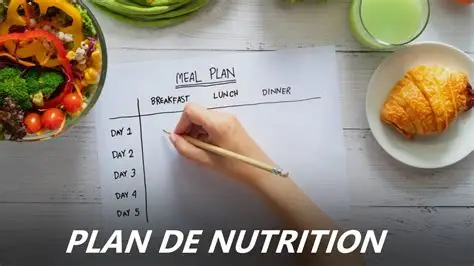 MEAL PLAN
BREAKFAST LUNCH DINNER
DAY 1
DAY 2
DAY 3
DAY 4
DAY 5
PLAN DE NUTRITION